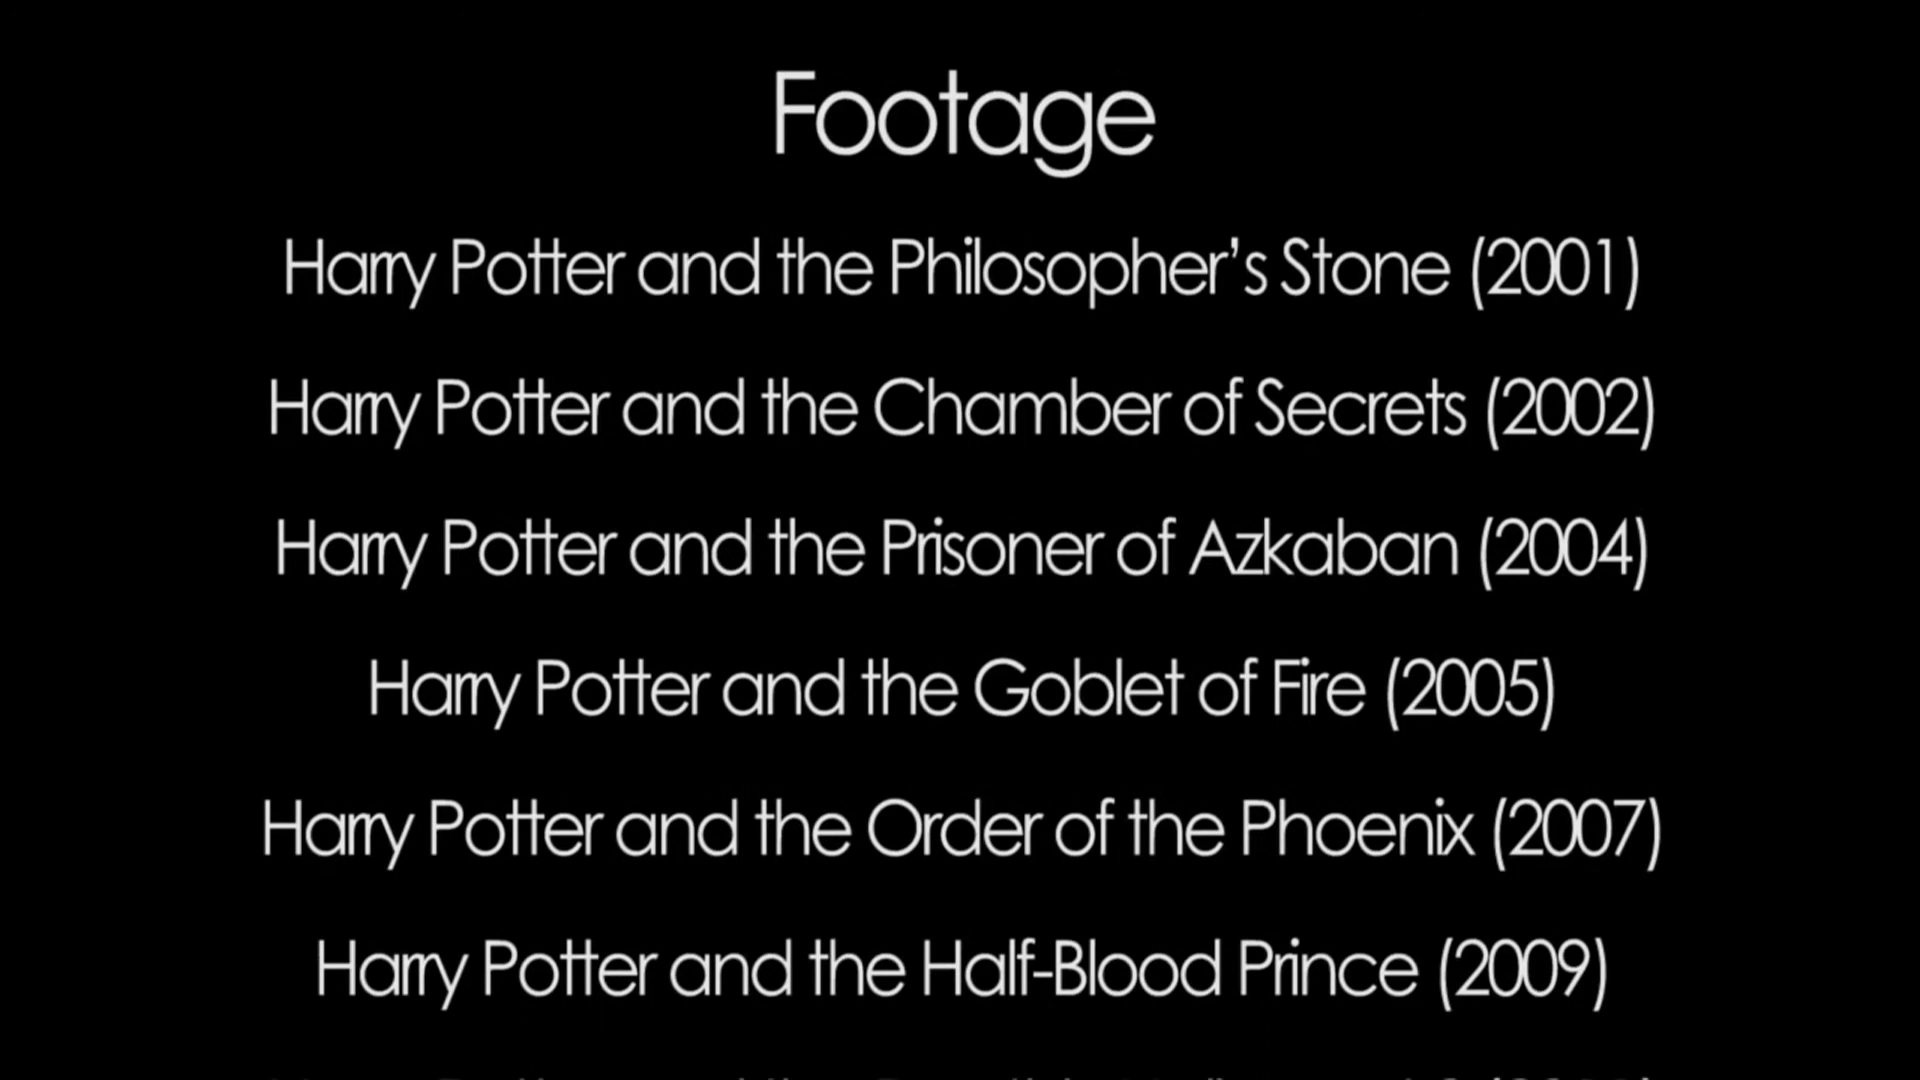 Footage
Harry Potter and the Philosopher's Stone (2001)
Harry Potter and the Chamber of Secrets (2002)
Harry Potter and the Prisoner of Azkaban (2004)
Harry Potter and the Goblet of Fire (2005)
Harry Potter and the Order of the Phoenix (2007)
Harry Potter and the Half-Blood Prince (2009)